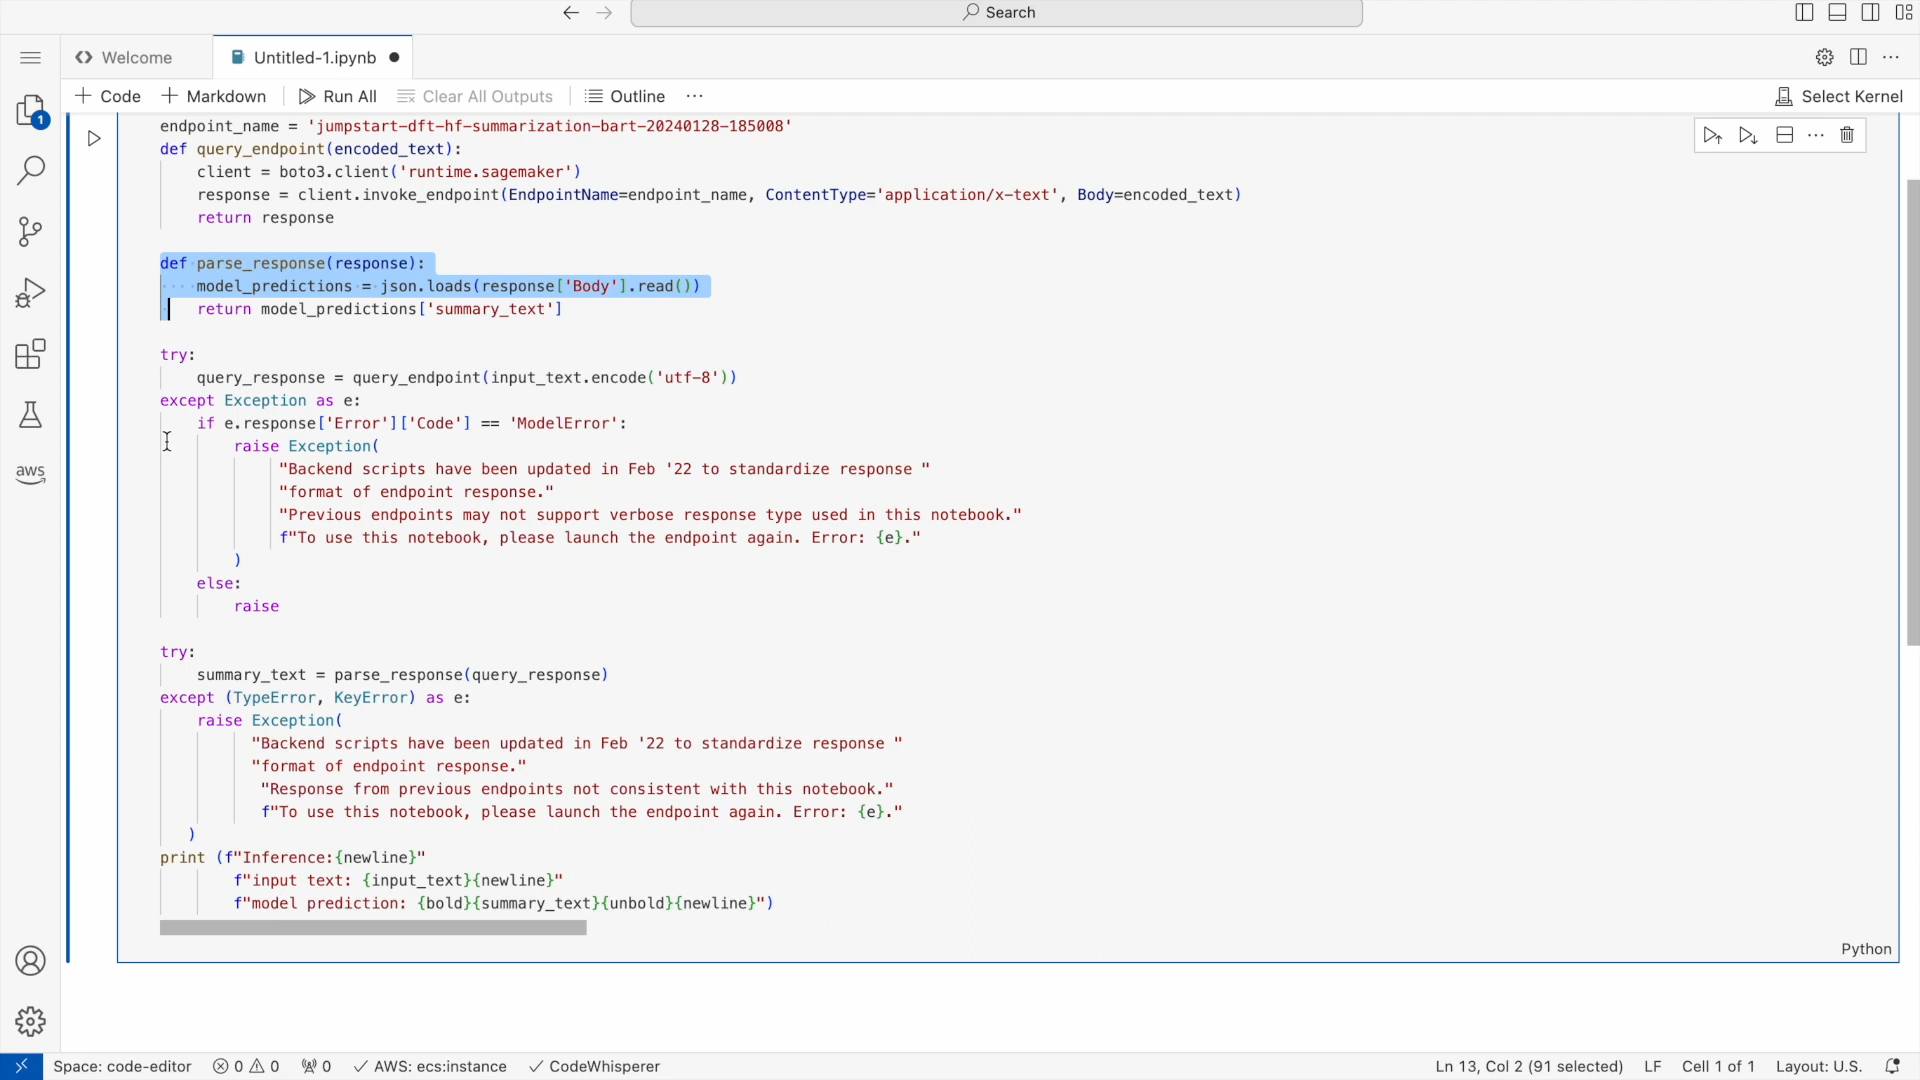 Search
Welcome
Untitled-1.ipynb
Code
Markdown
Run All
Clear All Outputs
Outline
Select Kernel
1
endpoint_name = 'jumpstart-dft-hf-summarization-bart-20240128-185008'
def query_endpoint(encoded_text):
    client = boto3.client('runtime.sagemaker')
    response = client.invoke_endpoint(EndpointName=endpoint_name, ContentType='application/x-text', Body=encoded_text)
    return response
def parse_response(response):
    model_predictions = json.loads(response['Body'].read())
    return model_predictions['summary_text']
try:
    query_response = query_endpoint(input_text.encode('utf-8'))
except Exception as e:
    if e.response['Error']['Code'] == 'ModelError':
        raise Exception(
             "Backend scripts have been updated in Feb '22 to standardize response "
             "format of endpoint response."
             "Previous endpoints may not support verbose response type used in this notebook."
             f"To use this notebook, please launch the endpoint again. Error: {e}."
        )
    else:
        raise
try:
    summary_text = parse_response(query_response)
except (TypeError, KeyError) as e:
    raise Exception(
          "Backend scripts have been updated in Feb '22 to standardize response "
          "format of endpoint response."
           "Response from previous endpoints not consistent with this notebook."
           f"To use this notebook, please launch the endpoint again. Error: {e}."
   )
print (f"Inference:{newline}"
        f"input text: {input_text}{newline}"
        f"model prediction: {bold}{summary_text}{unbold}{newline}")
Python
aws
Space: code-editor
0
0
0
AWS: ecs:instance
CodeWhisperer
Ln 13, Col 2 (91 selected)
LF
Cell 1 of 1
Layout: U.S.